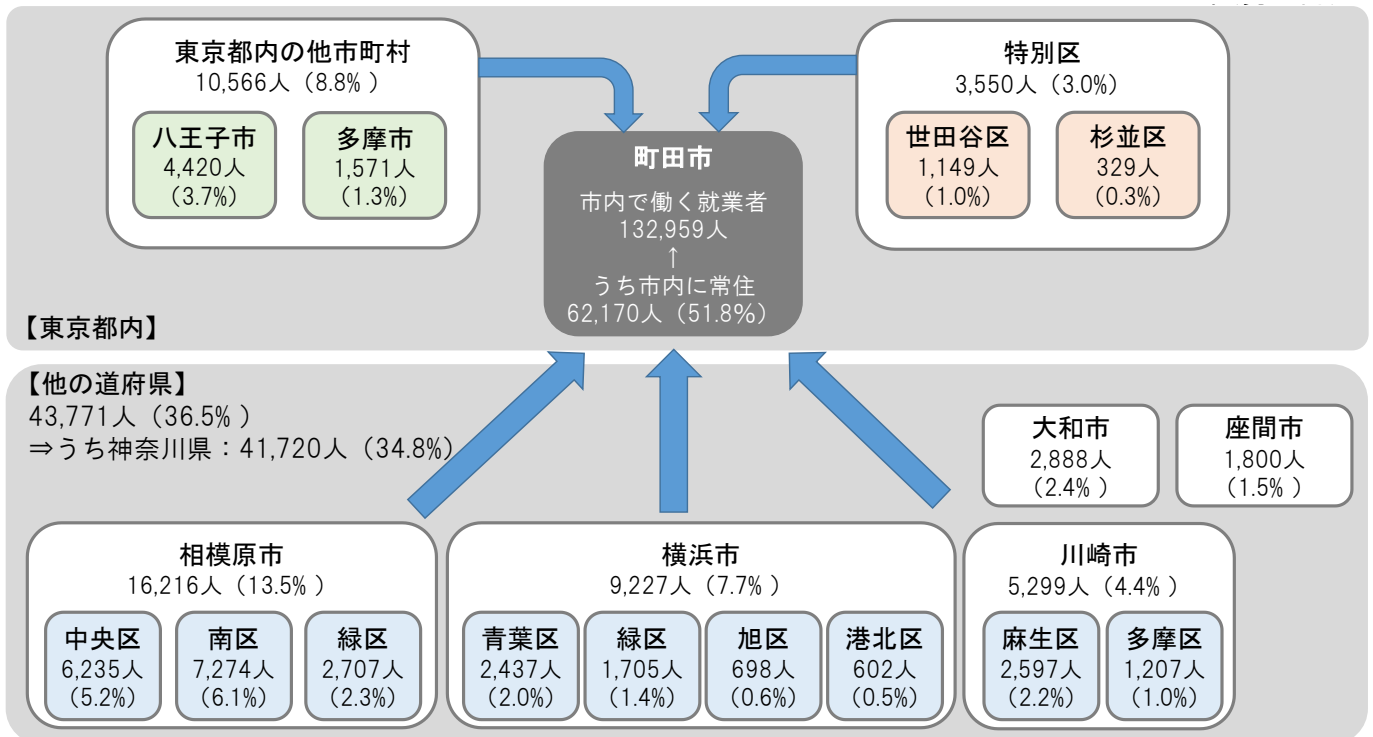 東京都内の他市町村
10,566人（8.8% ）
八王子市
4,420人
（3.7%）
多摩市
1,571人
（1.3%）
特別区
3,550人（3.0%）
世田谷区
1,149人
（1.0%）
杉並区
329人
（0.3%）
町田市
市内で働く就業者
132,959人
↑
うち市内に常住
62,170人（51.8%）
【東京都内】
【他の道府県】
43,771人（36.5% ）
⇒うち神奈川県：41,720人（34.8%）
大和市
2,888人
（2.4% ）
座間市
1,800人
（1.5% ）
相模原市
16,216人（13.5% ）
中央区
6,235人
（5.2%）
南区
7,274人
（6.1%）
緑区
2,707人
（2.3%）
横浜市
9,227人（7.7% ）
青葉区
2,437人
（2.0%）
緑区
1,705人
（1.4%）
旭区
698人
（0.6%）
港北区
602人
（0.5%）
川崎市
5,299人（4.4% ）
麻生区
2,597人
（2.2%）
多摩区
1,207人
（1.0%）